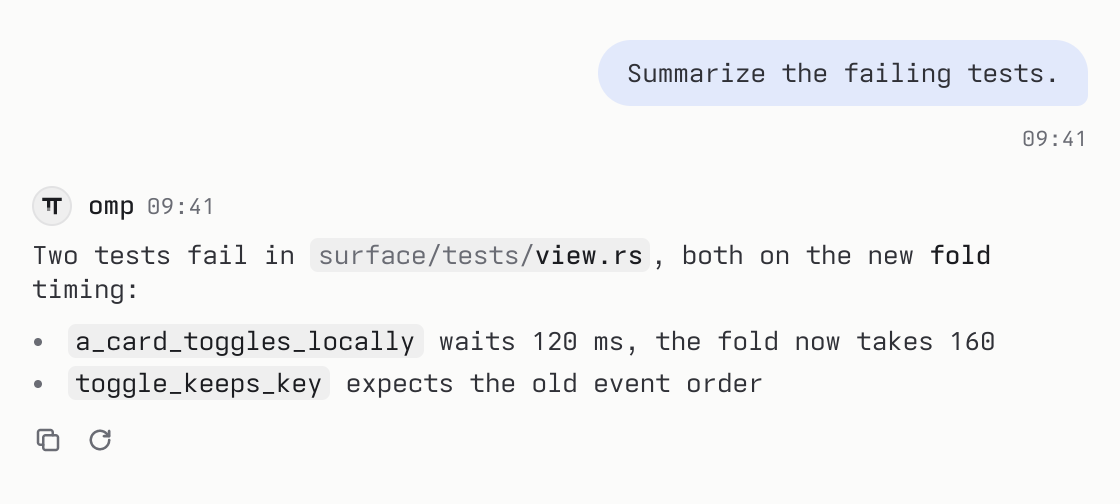 Summarize the failing tests.
09:41
omp 09:41
Two tests fail in surface/tests/view.rs, both on the new fold
timing:
• a_card_toggles_locally waits 120 ms, the fold now takes 160
• toggle_keeps_key expects the old event order